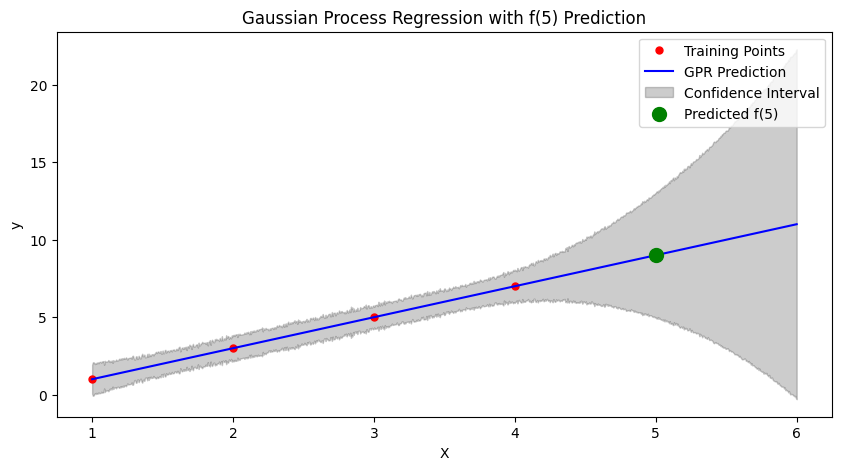 Gaussian Process Regression with f(5) Prediction
Training Points
GPR Prediction
Confidence Interval
Predicted f(5)
20
15
10
5
0
y
1 2 3 4 5 6
X